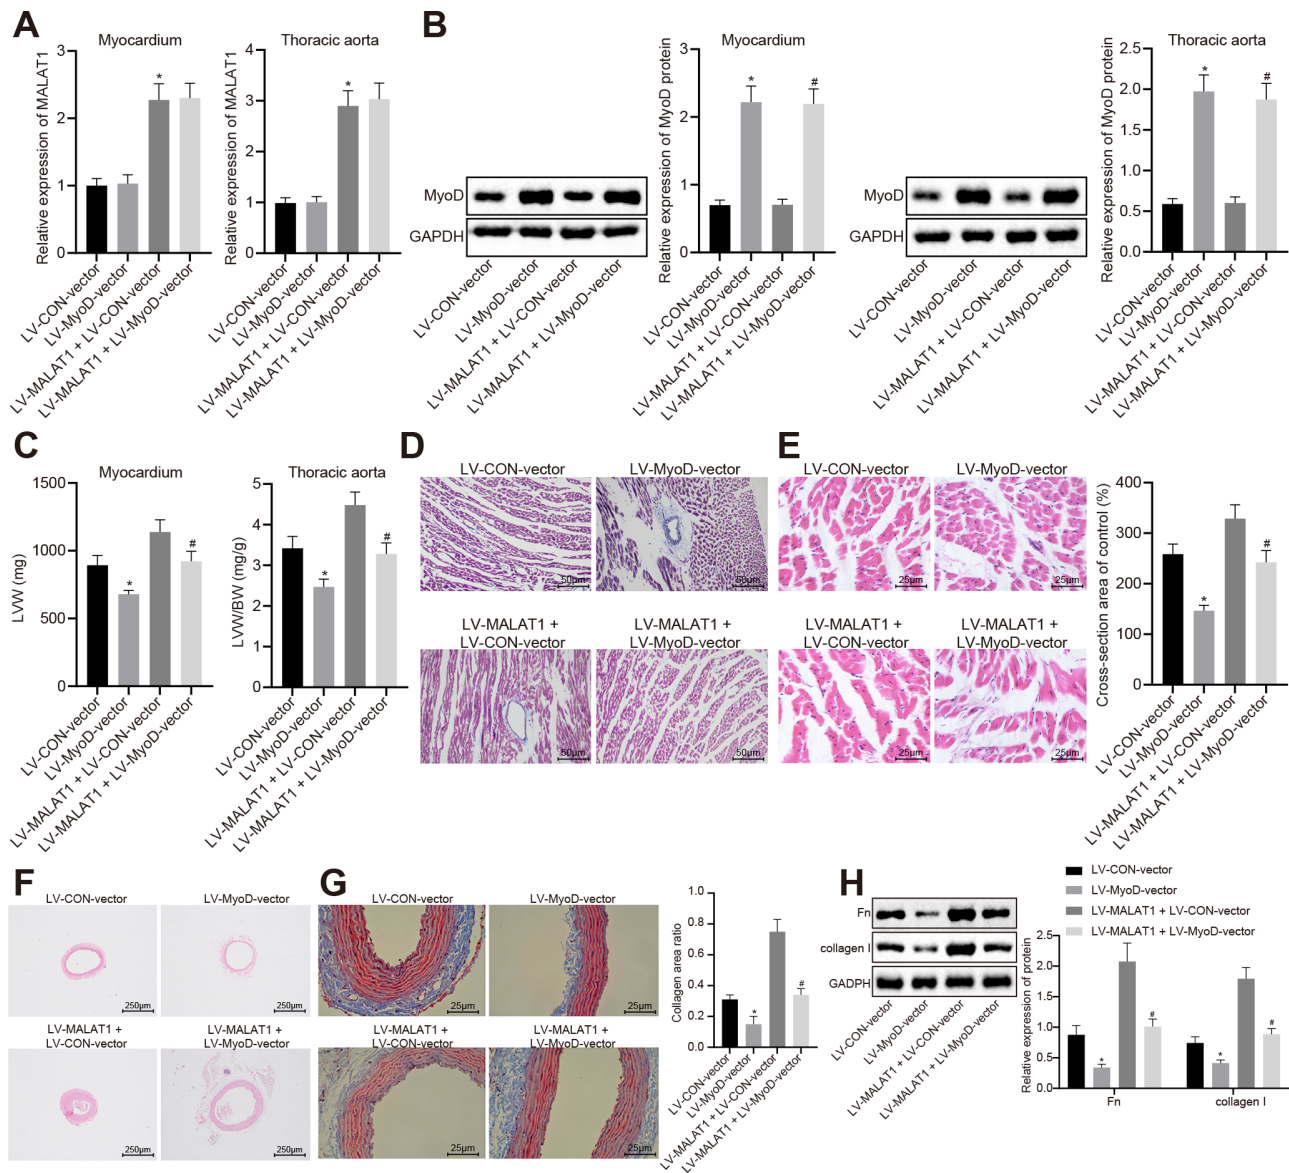 A
Myocardium
Relative expression of MALAT1
3
2
1
0
LV-CON-vector
LV-MyoD-vector
LV-MALAT1 + LV-CON-vector
LV-MALAT1 + LV-MyoD-vector
Thoracic aorta
Relative expression of MALAT1
4
3
2
1
0
LV-CON-vector
LV-MyoD-vector
LV-MALAT1 + LV-CON-vector
LV-MALAT1 + LV-MyoD-vector
*
*
B
MyoD
GAPDH
LV-CON-vector
LV-MyoD-vector
LV-MALAT1 + LV-CON-vector
LV-MALAT1 + LV-MyoD-vector
Myocardium
Relative expression of MyoD protein
3
2
1
0
*
#
LV-CON-vector
LV-MyoD-vector
LV-MALAT1 + LV-CON-vector
LV-MALAT1 + LV-MyoD-vector
MyoD
GAPDH
LV-CON-vector
LV-MyoD-vector
LV-MALAT1 + LV-CON-vector
LV-MALAT1 + LV-MyoD-vector
Thoracic aorta
Relative expression of MyoD protein
2.5
2.0
1.5
1.0
0.5
0.0
*
#
LV-CON-vector
LV-MyoD-vector
LV-MALAT1 + LV-CON-vector
LV-MALAT1 + LV-MyoD-vector
C
Myocardium
LVW (mg)
1500
1000
500
0
*
#
LV-CON-vector
LV-MyoD-vector
LV-MALAT1 + LV-CON-vector
LV-MALAT1 + LV-MyoD-vector
Thoracic aorta
LVW/BW (mg/g)
5
4
3
2
1
0
*
#
LV-CON-vector
LV-MyoD-vector
LV-MALAT1 + LV-CON-vector
LV-MALAT1 + LV-MyoD-vector
D
LV-CON-vector
LV-MyoD-vector
50μm
50μm
LV-MALAT1 +
LV-CON-vector
LV-MALAT1 +
LV-MyoD-vector
50μm
50μm
E
LV-CON-vector
LV-MyoD-vector
25μm
25μm
LV-MALAT1 +
LV-CON-vector
LV-MALAT1 +
LV-MyoD-vector
25μm
25μm
Cross-section area of control (%)
400
300
200
100
0
*
#
LV-CON-vector
LV-MyoD-vector
LV-MALAT1 + LV-CON-vector
LV-MALAT1 + LV-MyoD-vector
F
LV-CON-vector
LV-MyoD-vector
250μm
250μm
LV-MALAT1 +
LV-CON-vector
LV-MALAT1 +
LV-MyoD-vector
250μm
250μm
G
LV-CON-vector
LV-MyoD-vector
25μm
25μm
LV-MALAT1 +
LV-CON-vector
LV-MALAT1 +
LV-MyoD-vector
25μm
25μm
Collagen area ratio
1.0
0.8
0.6
0.4
0.2
0.0
*
#
LV-CON-vector
LV-MyoD-vector
LV-MALAT1 + LV-CON-vector
LV-MALAT1 + LV-MyoD-vector
H
Fn
collagen I
GADPH
LV-CON-vector
LV-MyoD-vector
LV-MALAT1 + LV-CON-vector
LV-MALAT1 + LV-MyoD-vector
LV-CON-vector
LV-MyoD-vector
LV-MALAT1 + LV-CON-vector
LV-MALAT1 + LV-MyoD-vector
Relative expression of protein
2.5
2.0
1.5
1.0
0.5
0.0
*
#
*
#
Fn
collagen I